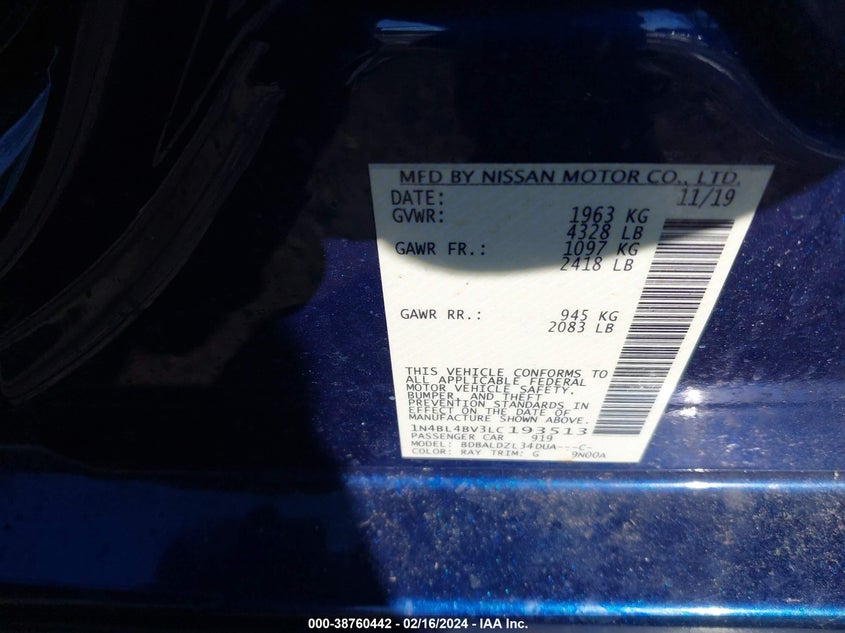 MFD BY NISSAN MOTOR CO., LTD.
DATE: 11/19
GVWR: 1963 KG
4328 LB
GAWR FR.: 1097 KG
2418 LB
GAWR RR.: 945 KG
2083 LB
THIS VEHICLE CONFORMS TO
ALL APPLICABLE FEDERAL
MOTOR VEHICLE SAFETY,
BUMPER, AND THEFT
PREVENTION STANDARDS IN
EFFECT ON THE DATE OF
MANUFACTURE SHOWN ABOVE.
1N4BL4BV3LC193513
PASSENGER CAR 919
MODEL: BDBALDZL34DUA---C-
COLOR: RAY TRIM: G 9N00A
000-38760442 - 02/16/2024 - IAA Inc.